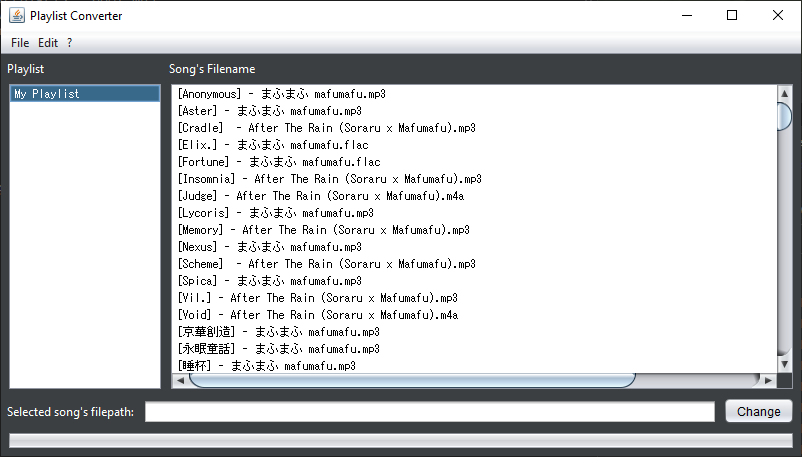 Playlist Converter
File Edit ?
Playlist
Song's Filename
My Playlist
[Anonymous] - まふまふ mafumafu.mp3
[Aster] - まふまふ mafumafu.mp3
[Cradle]  - After The Rain (Soraru x Mafumafu).mp3
[Elix.] - まふまふ mafumafu.flac
[Fortune] - まふまふ mafumafu.flac
[Insomnia] - After The Rain (Soraru x Mafumafu).mp3
[Judge] - After The Rain (Soraru x Mafumafu).m4a
[Lycoris] - まふまふ mafumafu.mp3
[Memory] - After The Rain (Soraru x Mafumafu).mp3
[Nexus] - まふまふ mafumafu.mp3
[Scheme]  - After The Rain (Soraru x Mafumafu).mp3
[Spica] - まふまふ mafumafu.mp3
[Vil.] - After The Rain (Soraru x Mafumafu).mp3
[Void] - After The Rain (Soraru x Mafumafu).m4a
[京華創造] - まふまふ mafumafu.mp3
[永眠童話] - まふまふ mafumafu.mp3
[睡杯] - まふまふ mafumafu.mp3
Selected song's filepath:
Change